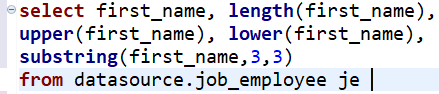 select first_name, length(first_name),
upper(first_name), lower(first_name),
substring(first_name,3,3)
from datasource.job_employee je